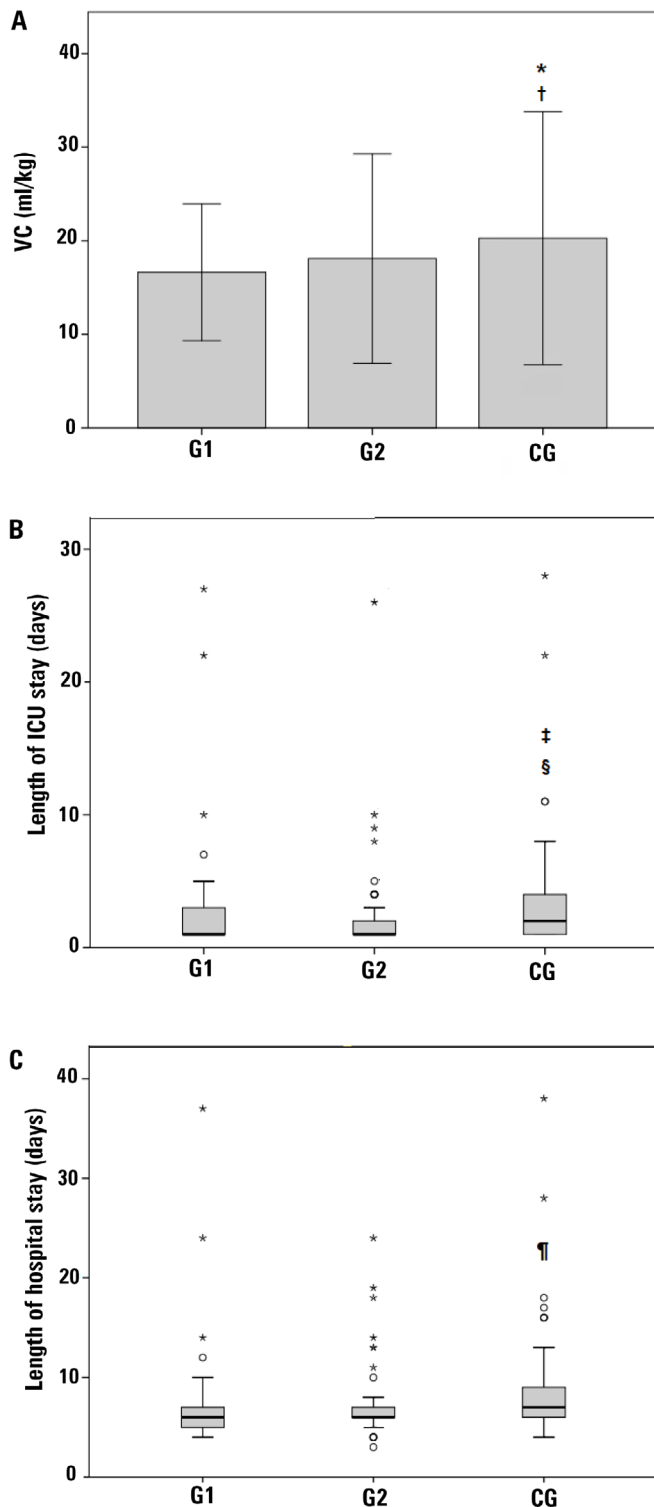 A
40
30
20
10
0
VC (ml/kg)
*
†
G1 G2 CG
B
30
20
10
0
Length of ICU stay (days)
‡
§
G1 G2 CG
C
40
30
20
10
0
Length of hospital stay (days)
¶
G1 G2 CG